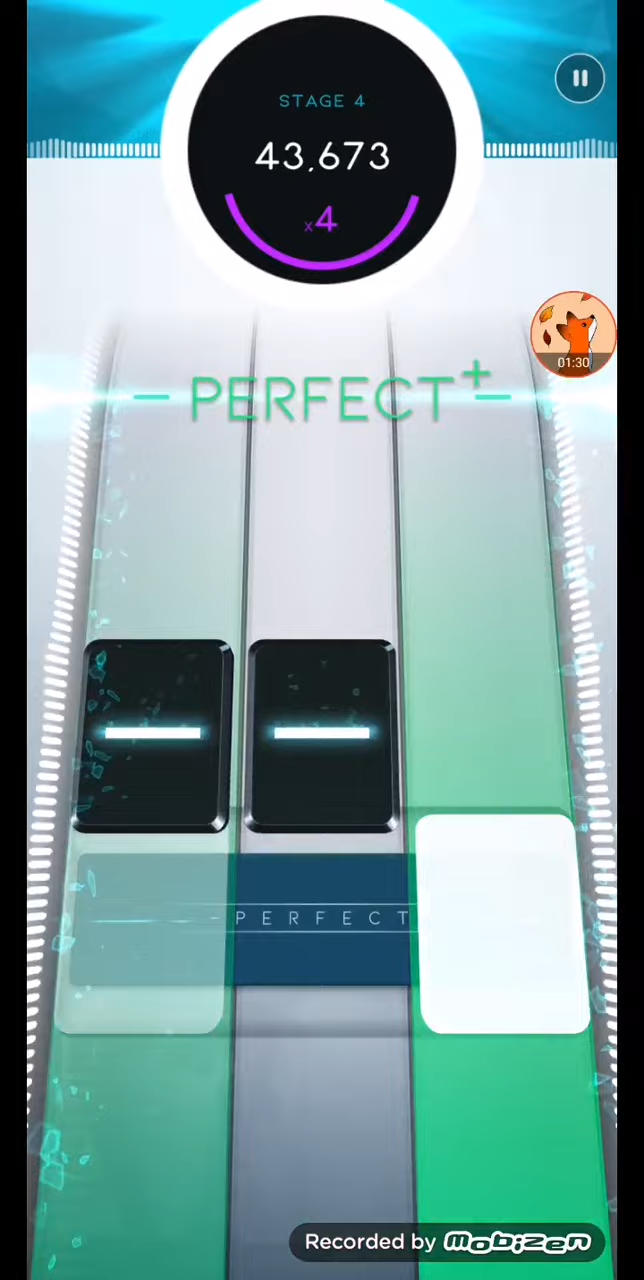 STAGE 4
43,673
x4
01:30
PERFECT+
PERFECT
Recorded by mobizen